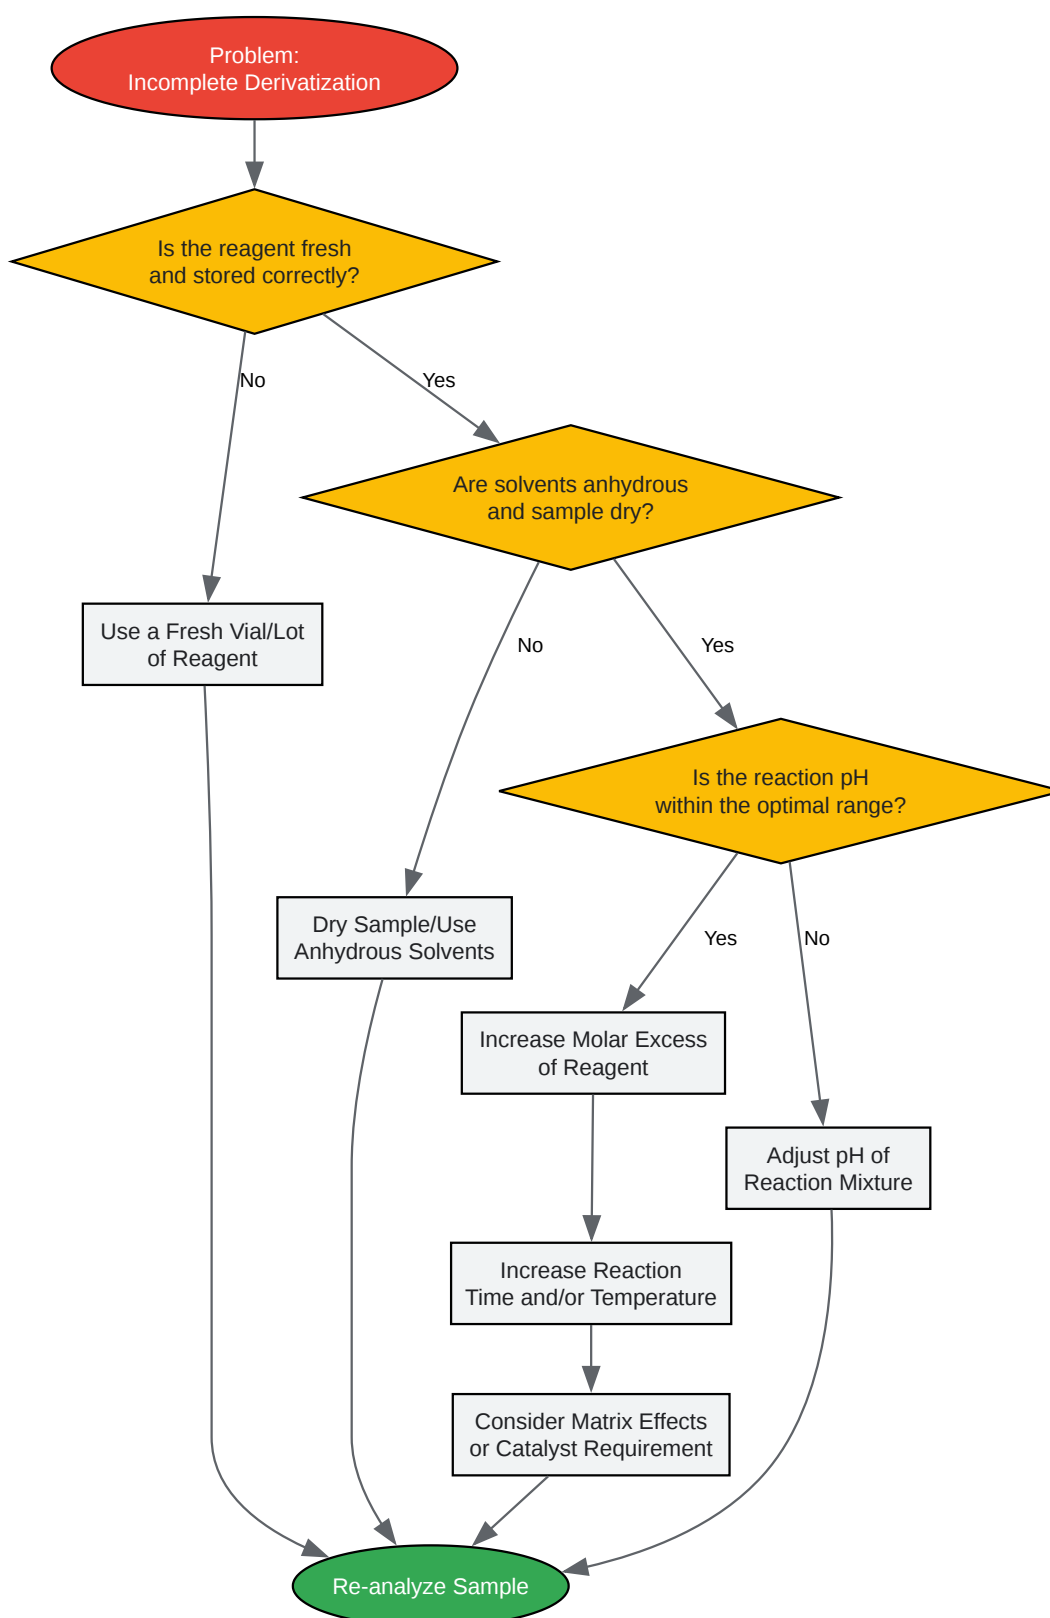 Problem:
Incomplete Derivatization
Is the reagent fresh
and stored correctly?
No
Yes
Are solvents anhydrous
and sample dry?
Use a Fresh Vial/Lot
of Reagent
No
Yes
Is the reaction pH
within the optimal range?
Dry Sample/Use
Anhydrous Solvents
Yes
No
Increase Molar Excess
of Reagent
Adjust pH of
Reaction Mixture
Increase Reaction
Time and/or Temperature
Consider Matrix Effects
or Catalyst Requirement
Re-analyze Sample